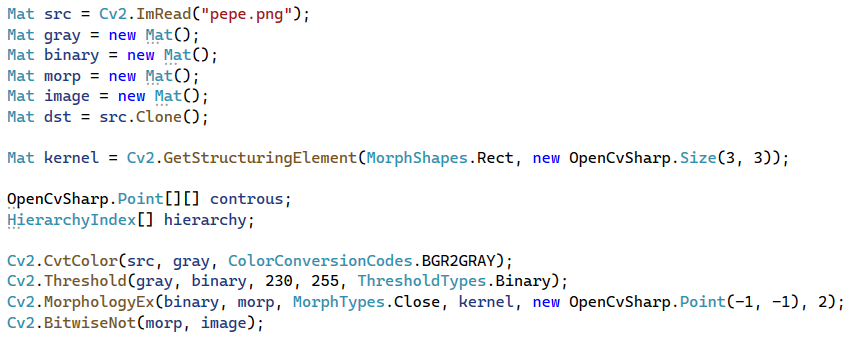 Mat src = Cv2.ImRead("pepe.png");
Mat gray = new Mat();
Mat binary = new Mat();
Mat morp = new Mat();
Mat image = new Mat();
Mat dst = src.Clone();
Mat kernel = Cv2.GetStructuringElement(MorphShapes.Rect, new OpenCvSharp.Size(3, 3));
OpenCvSharp.Point[][] controus;
HierarchyIndex[] hierarchy;
Cv2.CvtColor(src, gray, ColorConversionCodes.BGR2GRAY);
Cv2.Threshold(gray, binary, 230, 255, ThresholdTypes.Binary);
Cv2.MorphologyEx(binary, morp, MorphTypes.Close, kernel, new OpenCvSharp.Point(-1, -1), 2);
Cv2.BitwiseNot(morp, image);